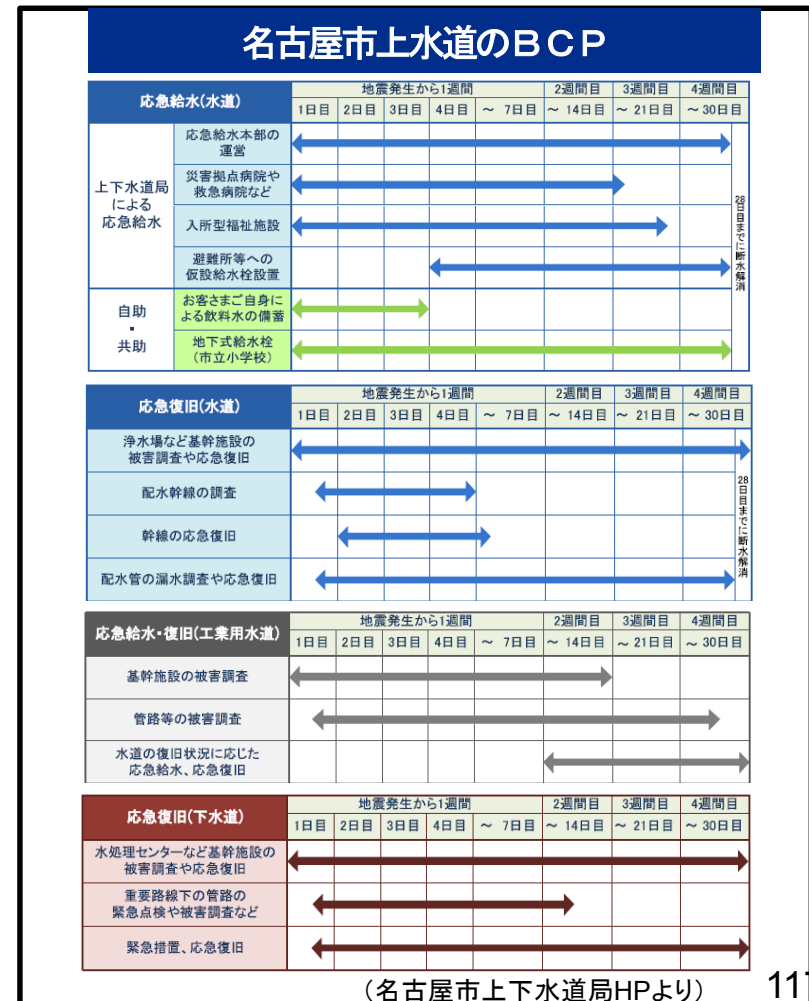 名古屋市上水道のBCP
応急給水(水道)
地震発生から1週間
2週間目
3週間目
4週間目
1日目
2日目
3日目
4日目
～ 7日目
～ 14日目
～ 21日目
～30日目
上下水道局
による
応急給水
応急給水本部の
運営
災害拠点病院や
救急病院など
入所型福祉施設
避難所等への
仮設給水栓設置
自助
・
共助
お客さまご自身に
よる飲料水の備蓄
地下式給水栓
(市立小学校)
28日目までに断水解消
応急復旧(水道)
地震発生から1週間
2週間目
3週間目
4週間目
1日目
2日目
3日目
4日目
～ 7日目
～ 14日目
～ 21日目
～ 30日目
浄水場など基幹施設の
被害調査や応急復旧
配水幹線の調査
幹線の応急復旧
配水管の漏水調査や応急復旧
28日目までに断水解消
応急給水・復旧(工業用水道)
地震発生から1週間
2週間目
3週間目
4週間目
1日目
2日目
3日目
4日目
～ 7日目
～ 14日目
～ 21日目
～ 30日目
基幹施設の被害調査
管路等の被害調査
水道の復旧状況に応じた
応急給水、応急復旧
応急復旧(下水道)
地震発生から1週間
2週間目
3週間目
4週間目
1日目
2日目
3日目
4日目
～ 7日目
～ 14日目
～ 21日目
～ 30日目
水処理センターなど基幹施設の
被害調査や応急復旧
重要路線下の管路の
緊急点検や被害調査など
緊急措置、応急復旧
(名古屋市上下水道局HPより)